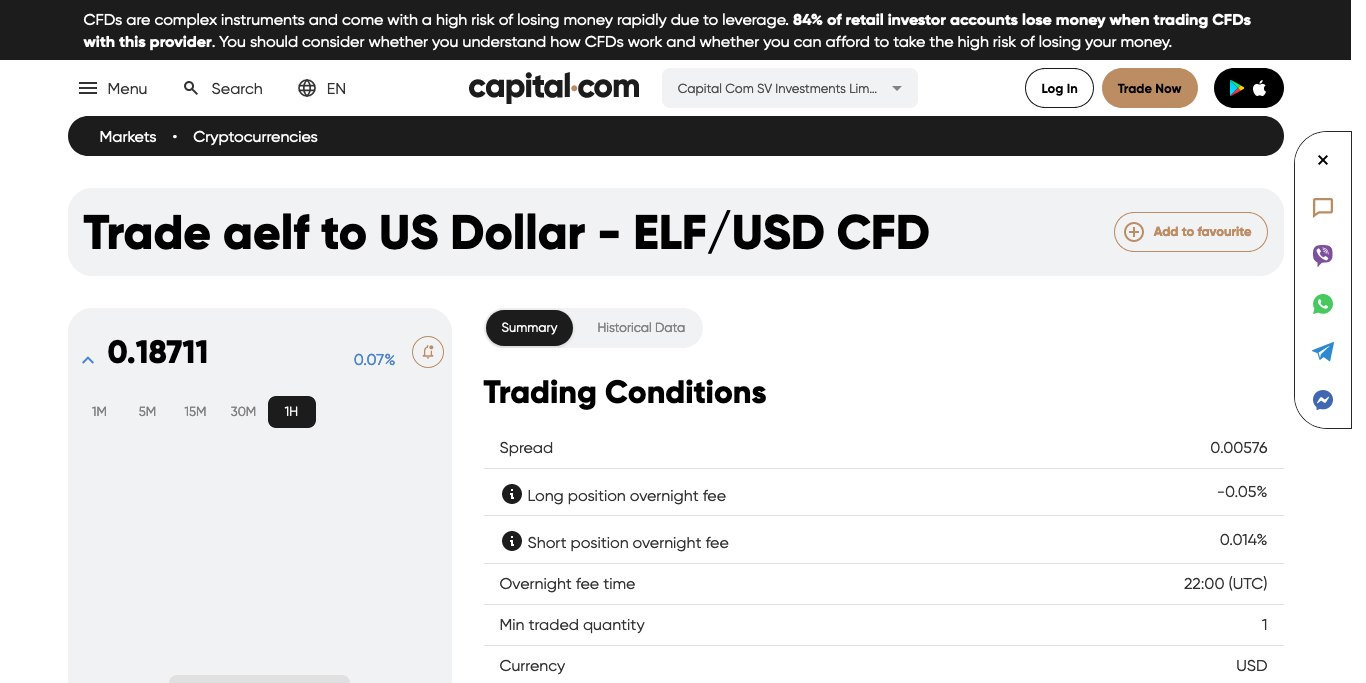 CFDs are complex instruments and come with a high risk of losing money rapidly due to leverage. 84% of retail investor accounts lose money when trading CFDs
with this provider. You should consider whether you understand how CFDs work and whether you can afford to take the high risk of losing your money.
Menu Search EN capital.com Capital Com SV Investments Lim... Log In Trade Now
Markets • Cryptocurrencies
Trade aelf to US Dollar - ELF/USD CFD Add to favourite
0.18711 0.07%
1M 5M 15M 30M 1H
Summary Historical Data
Trading Conditions
Spread 0.00576
Long position overnight fee -0.05%
Short position overnight fee 0.014%
Overnight fee time 22:00 (UTC)
Min traded quantity 1
Currency USD